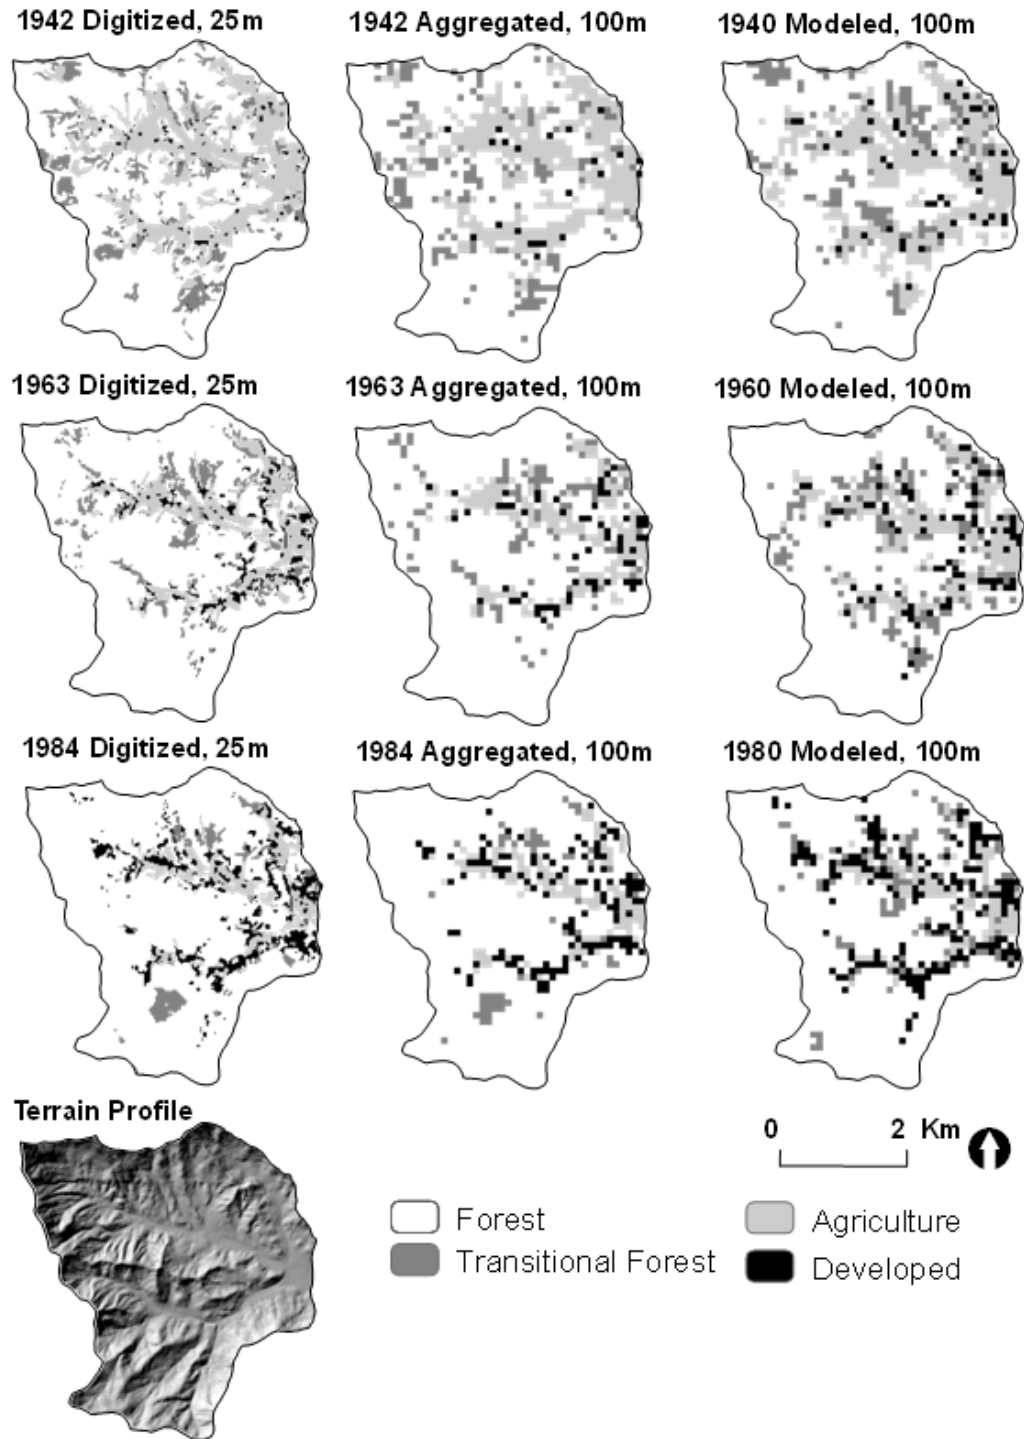 1942 Digitized, 25m
1942 Aggregated, 100m
1940 Modeled, 100m
1963 Digitized, 25m
1963 Aggregated, 100m
1960 Modeled, 100m
1984 Digitized, 25m
1984 Aggregated, 100m
1980 Modeled, 100m
Terrain Profile
0 2 Km
Forest
Transitional Forest
Agriculture
Developed